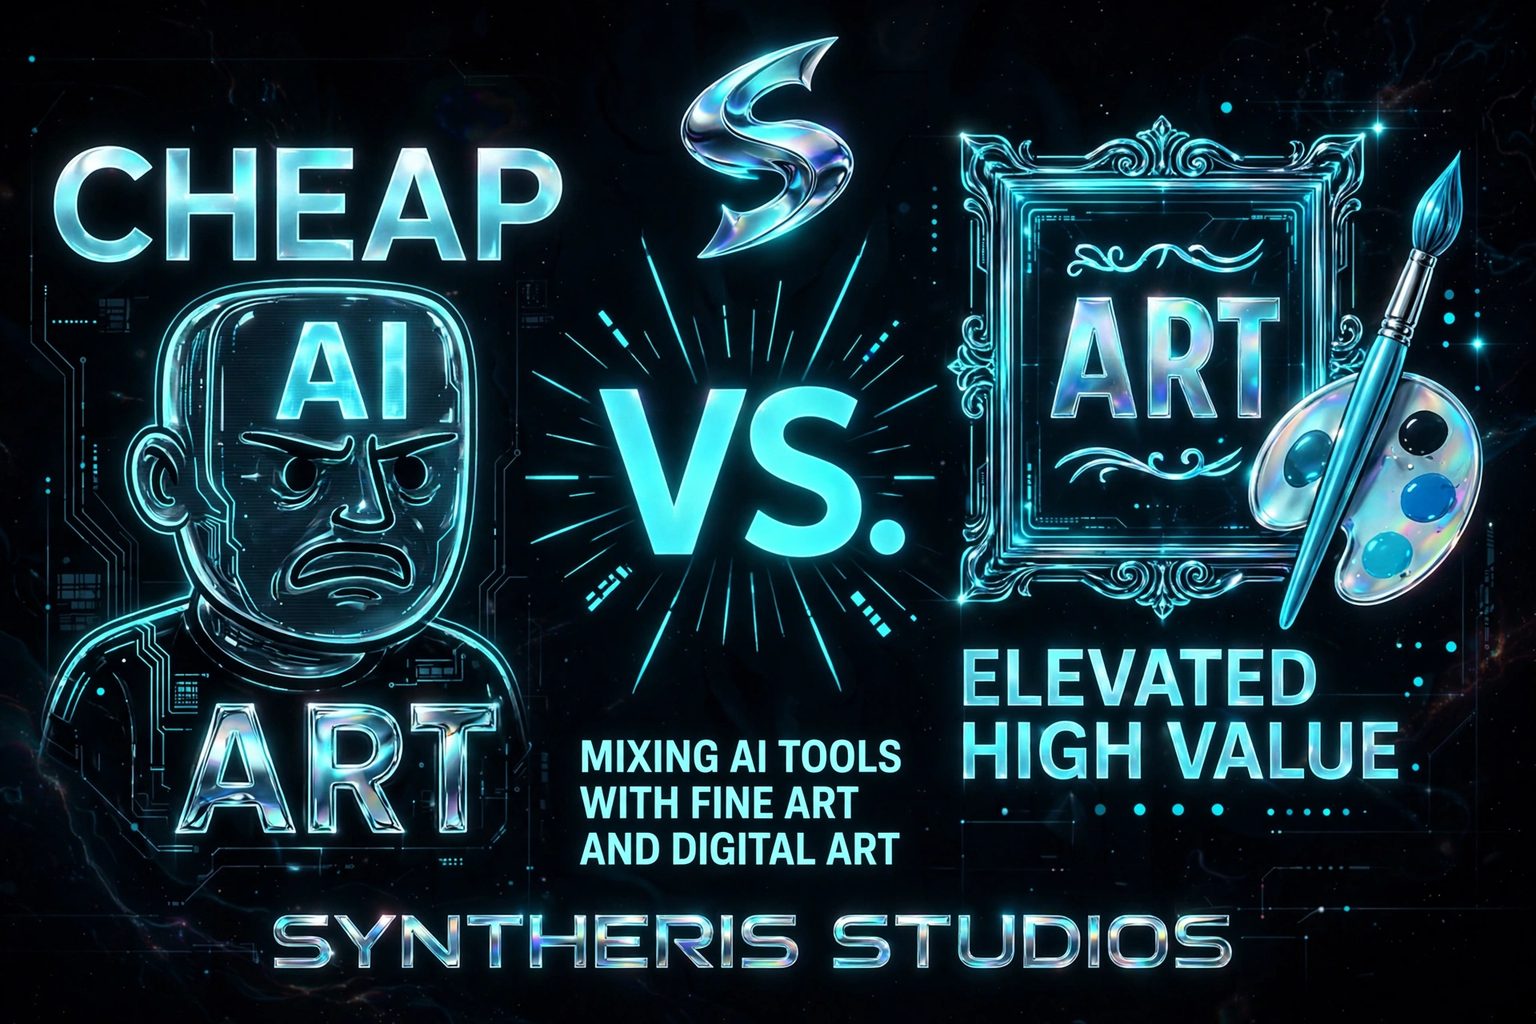 S
CHEAP
AI
ART
VS.
MIXING AI TOOLS
WITH FINE ART
AND DIGITAL ART
ART
ELEVATED
HIGH VALUE
SYNTHERIS STUDIOS